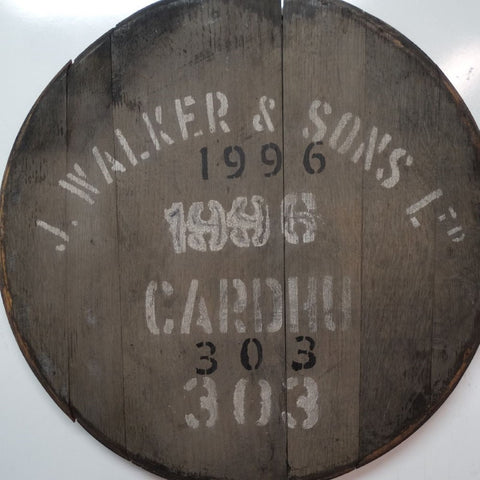 J. WALKER & SONS LTD
1996
1996
CARDHU
303
303